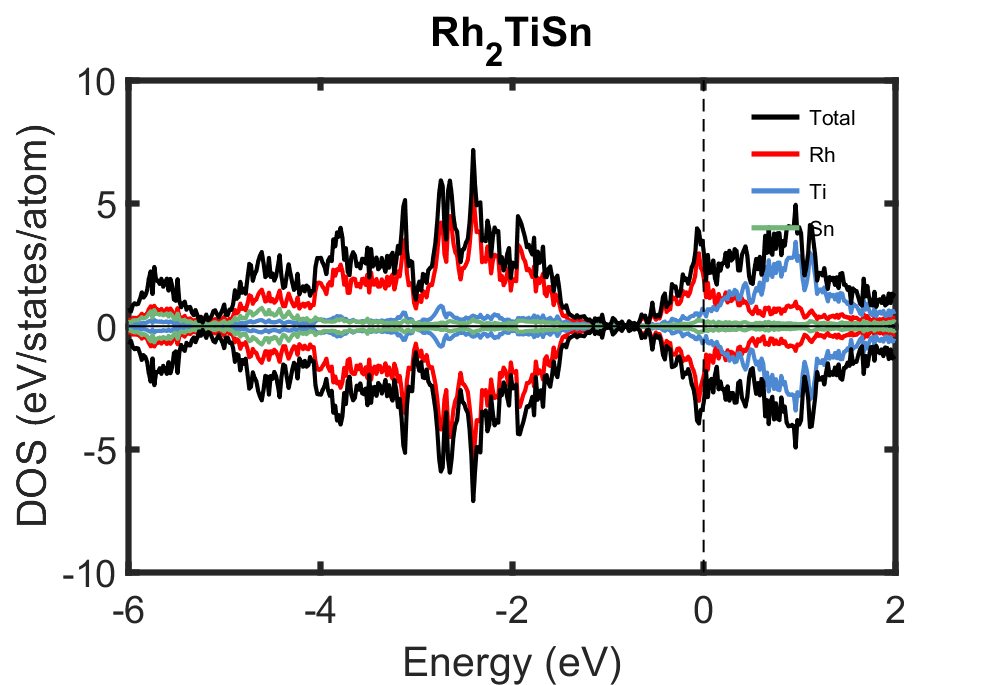 Rh2TiSn
10
5
0
-5
-10
-6
-4
-2
0
2
DOS (eV/states/atom)
Energy (eV)
Total
Rh
Ti
Sn